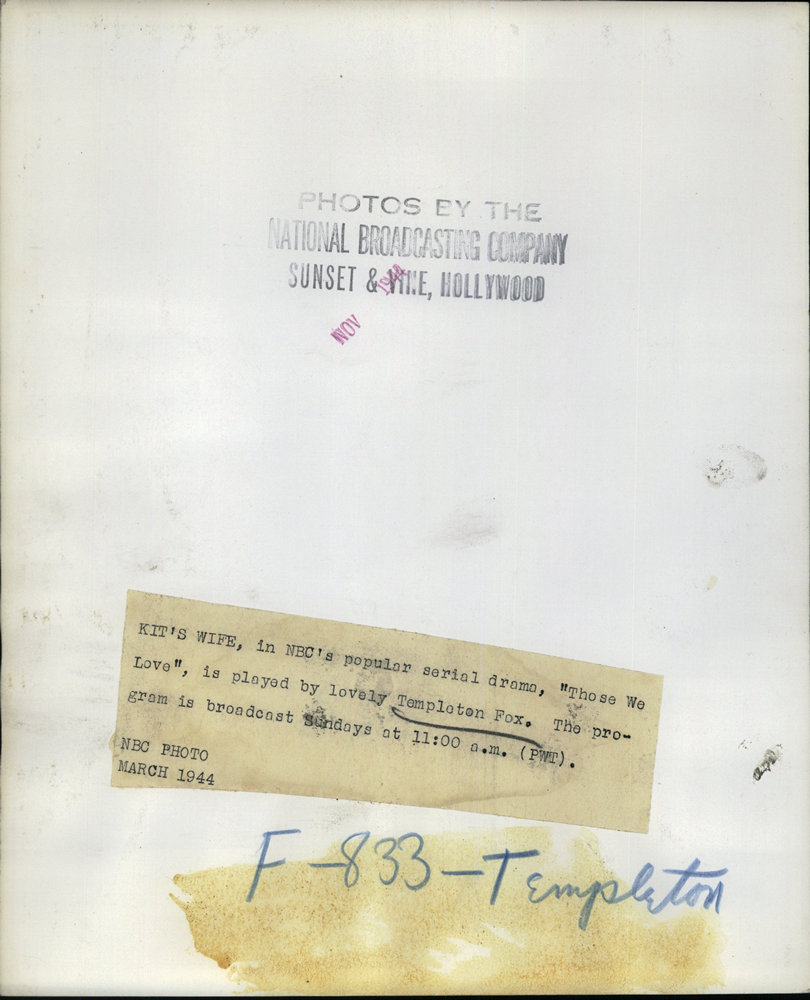 PHOTOS BY THE
NATIONAL BROADCASTING COMPANY
SUNSET & VINE, HOLLYWOOD
NOV 1944
KIT'S WIFE, in NBC's popular serial drama, "Those We
Love", is played by lovely Templeton Fox. The pro-
gram is broadcast Sundays at 11:00 a.m. (PWT).
NBC PHOTO
MARCH 1944
F-833-Templeton